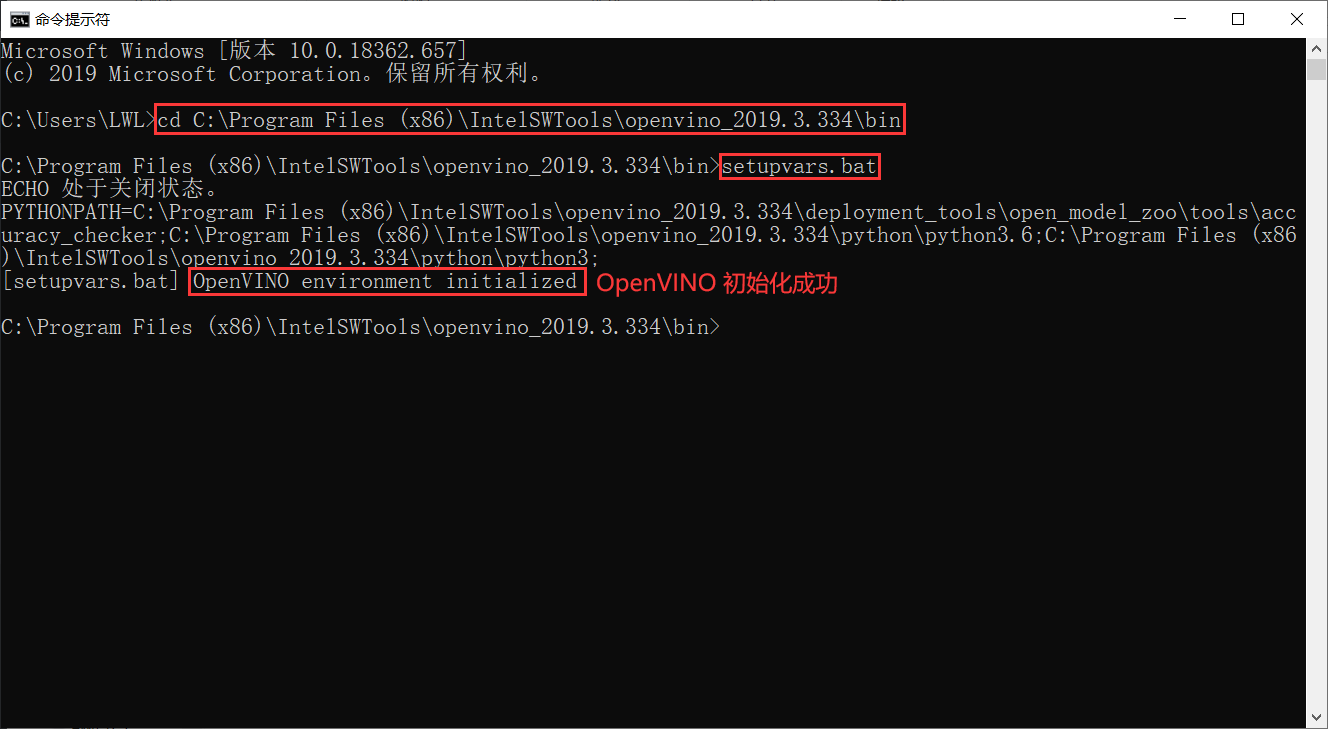 命令提示符
Microsoft Windows [版本 10.0.18362.657]
(c) 2019 Microsoft Corporation。保留所有权利。
C:\Users\LWL>cd C:\Program Files (x86)\IntelSWTools\openvino_2019.3.334\bin
C:\Program Files (x86)\IntelSWTools\openvino_2019.3.334\bin>setupvars.bat
ECHO 处于关闭状态。
PYTHONPATH=C:\Program Files (x86)\IntelSWTools\openvino_2019.3.334\deployment_tools\open_model_zoo\tools\acc
uracy_checker;C:\Program Files (x86)\IntelSWTools\openvino_2019.3.334\python\python3.6;C:\Program Files (x86
)\IntelSWTools\openvino_2019.3.334\python\python3;
[setupvars.bat] OpenVINO environment initialized OpenVINO 初始化成功
C:\Program Files (x86)\IntelSWTools\openvino_2019.3.334\bin>